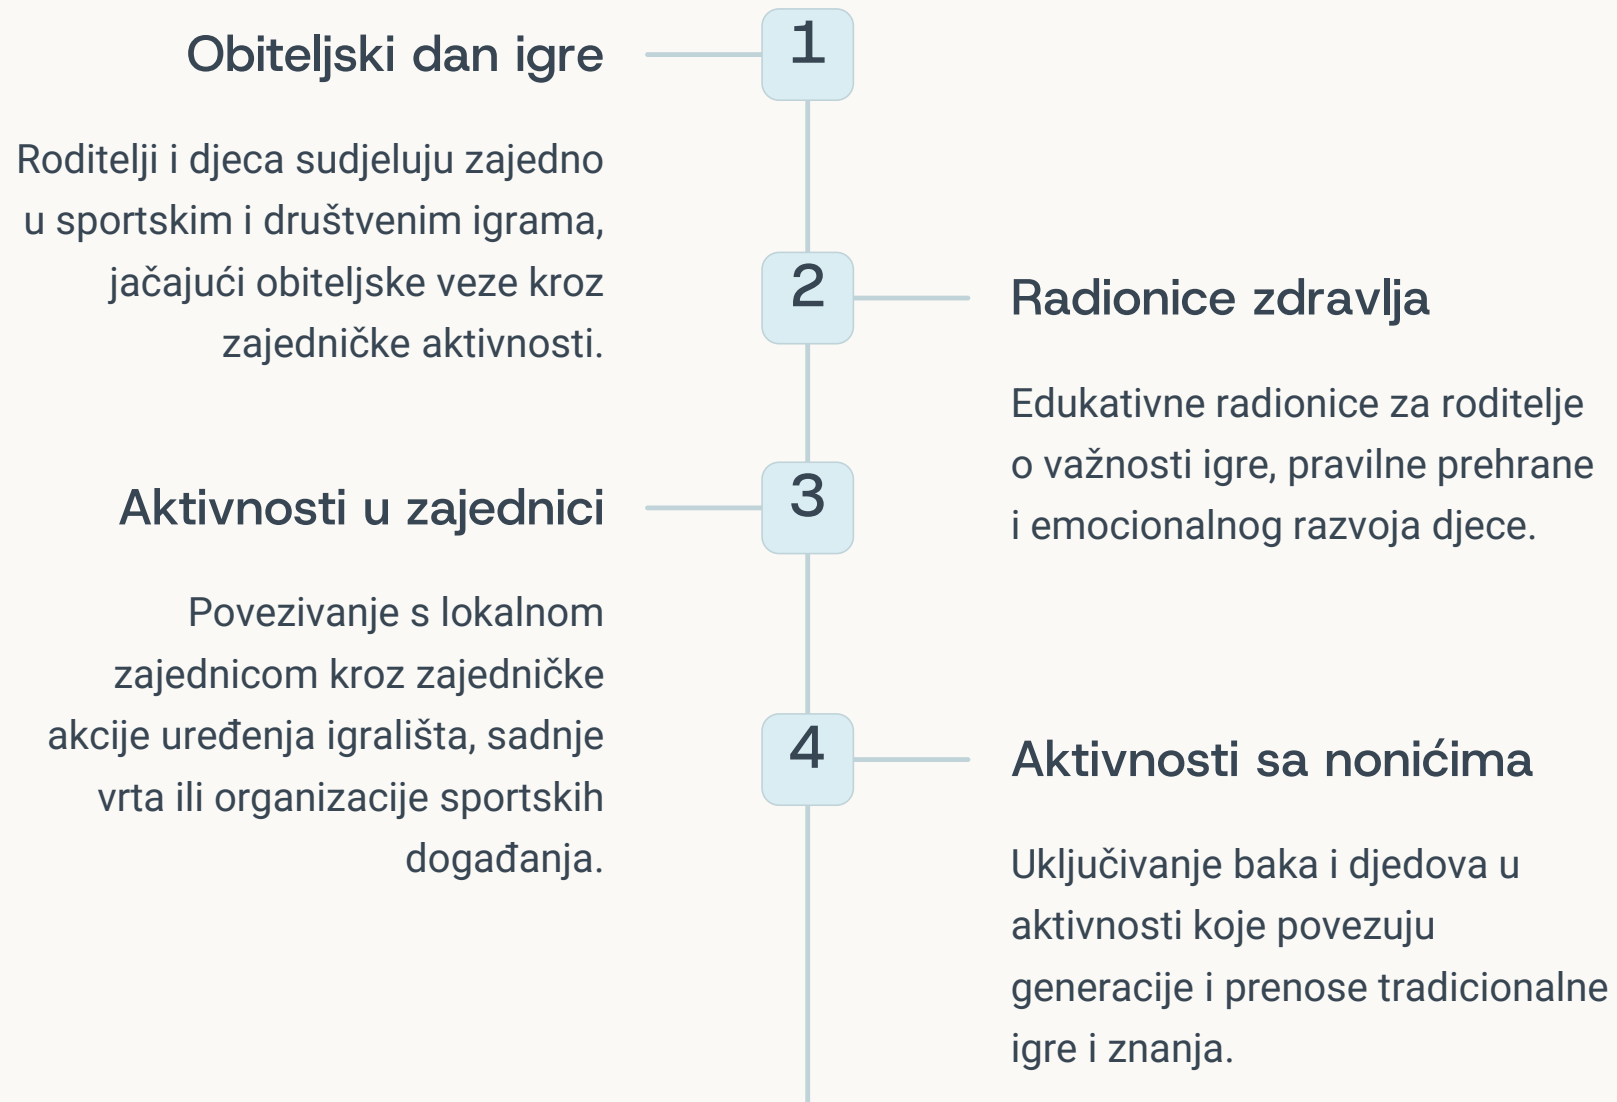 1
Obiteljski dan igre
Roditelji i djeca sudjeluju zajedno
u sportskim i društvenim igrama,
jačajući obiteljske veze kroz
zajedničke aktivnosti.
2
Radionice zdravlja
Edukativne radionice za roditelje
o važnosti igre, pravilne prehrane
i emocionalnog razvoja djece.
3
Aktivnosti u zajednici
Povezivanje s lokalnom
zajednicom kroz zajedničke
akcije uređenja igrališta, sadnje
vrta ili organizacije sportskih
događanja.
4
Aktivnosti sa nonićima
Uključivanje baka i djedova u
aktivnosti koje povezuju
generacije i prenose tradicionalne
igre i znanja.